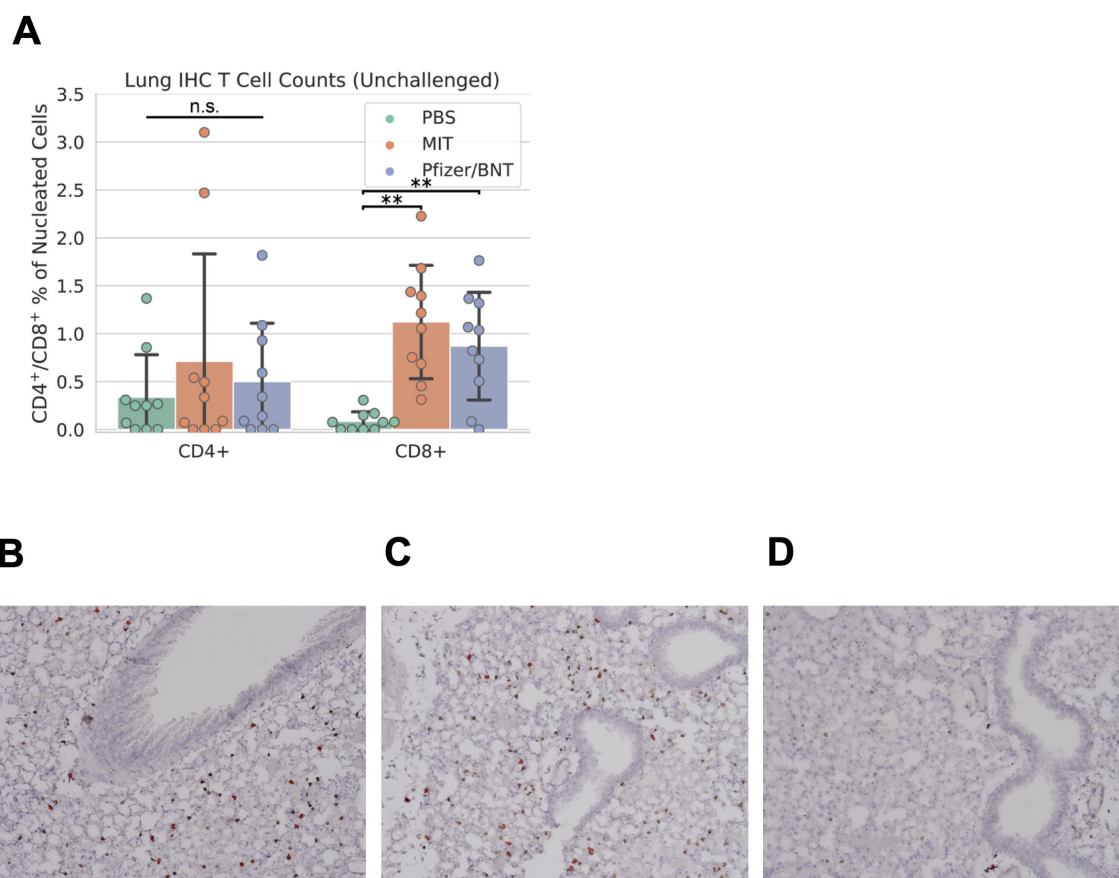 A
Lung IHC T Cell Counts (Unchallenged)
CD4⁺/CD8⁺ % of Nucleated Cells
3.5
3.0
2.5
2.0
1.5
1.0
0.5
0.0
n.s.
PBS
MIT
Pfizer/BNT
**
**
CD4+
CD8+
B
C
D